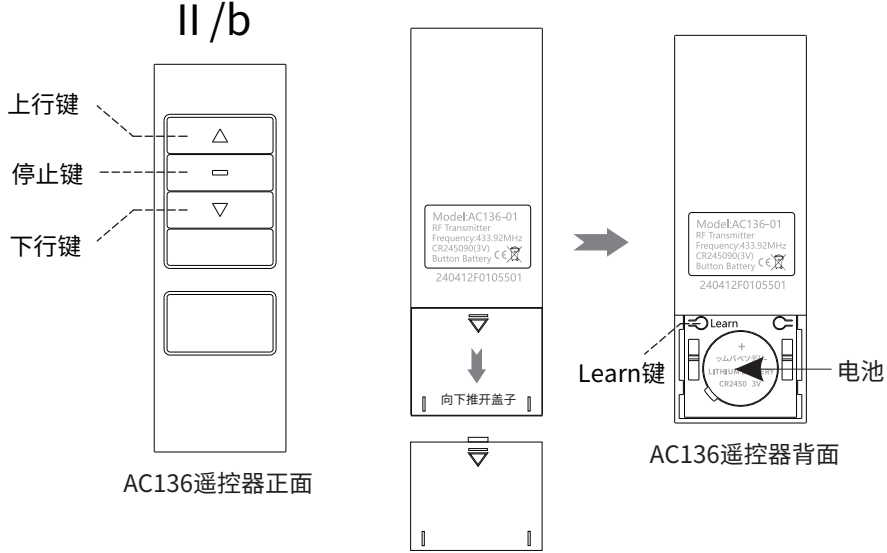 II /b
上行键
停止键
下行键
AC136遥控器正面
Model:AC136-01
RF Transmitter
Frequency:433.92MHz
CR245090(3V)
Button Battery CE
240412F0105501
向下推开盖子
Model:AC136-01
RF Transmitter
Frequency:433.92MHz
CR245090(3V)
Button Battery CE
240412F0105501
Learn
Learn键
+
CR2450 3V
电池
AC136遥控器背面